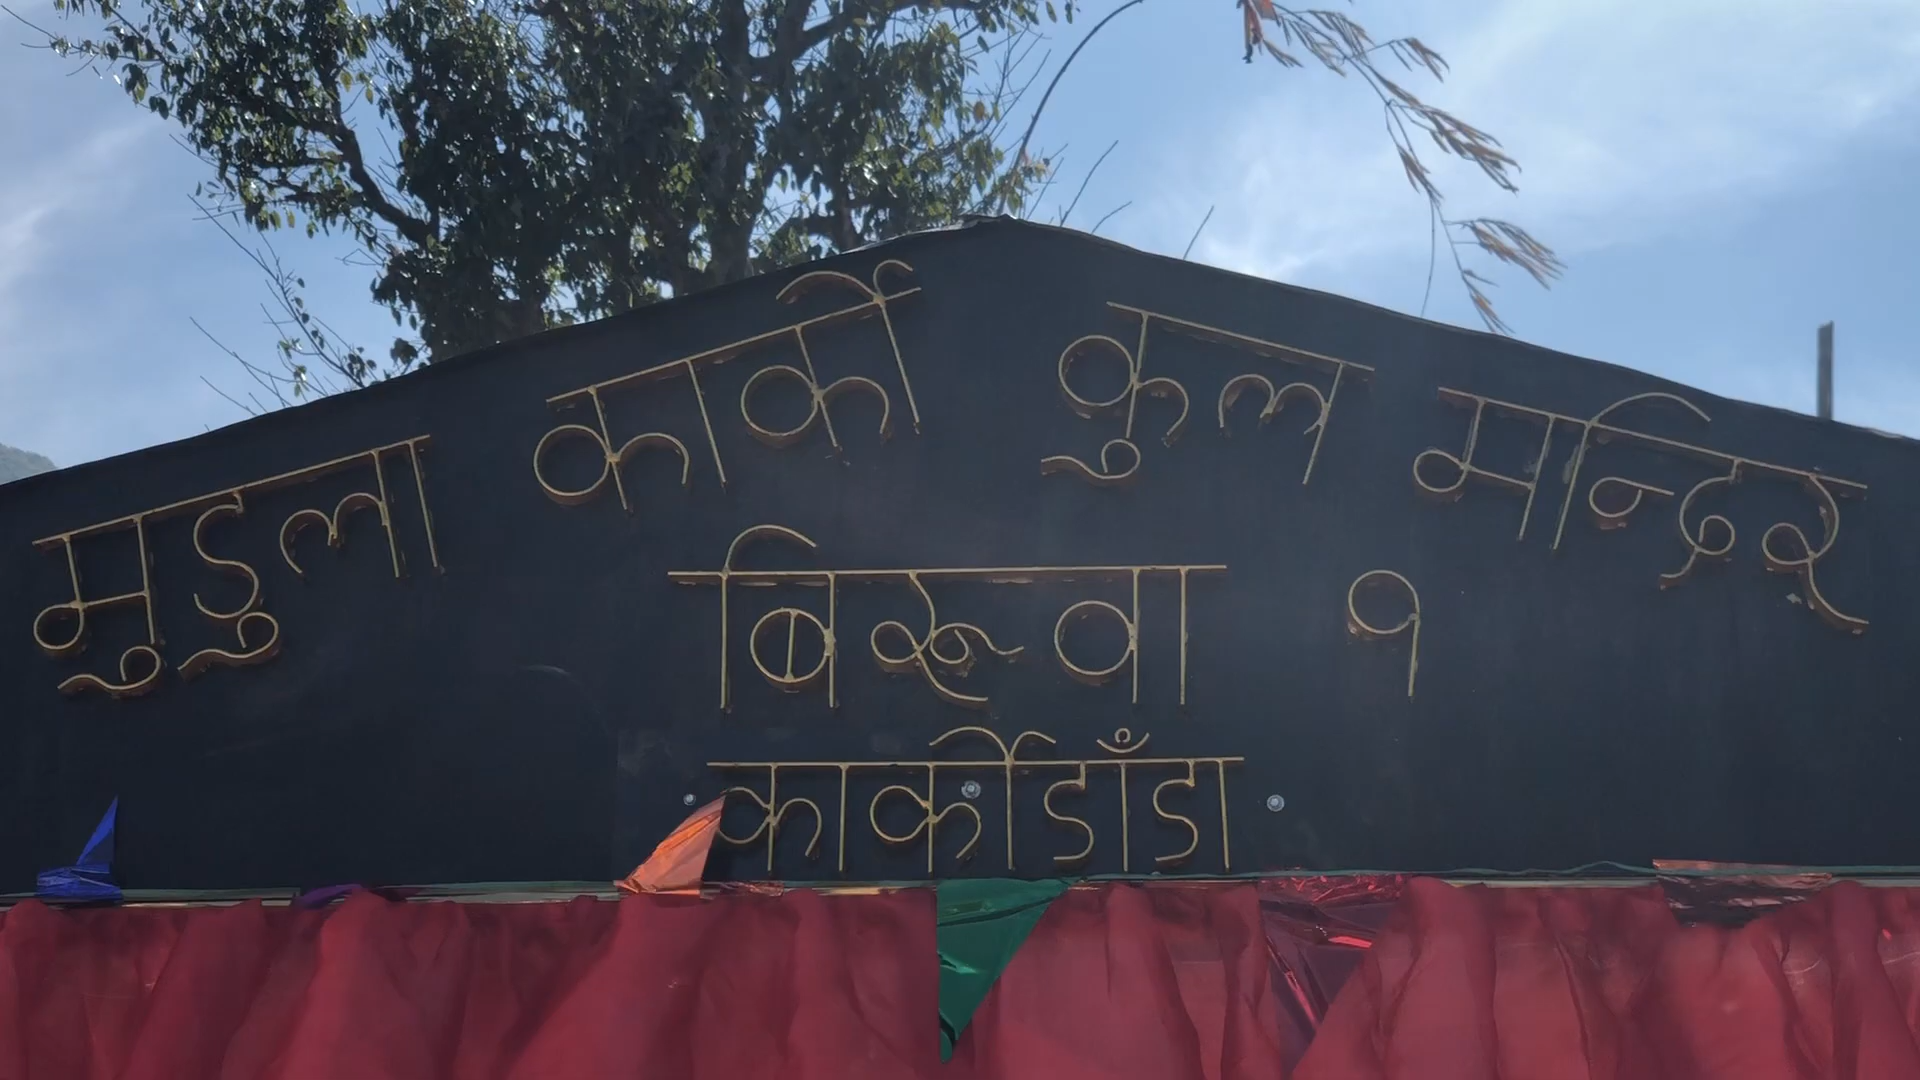 मुडुला कार्की कुल मन्दिर
बिरूवा १
कार्कीडाँडा